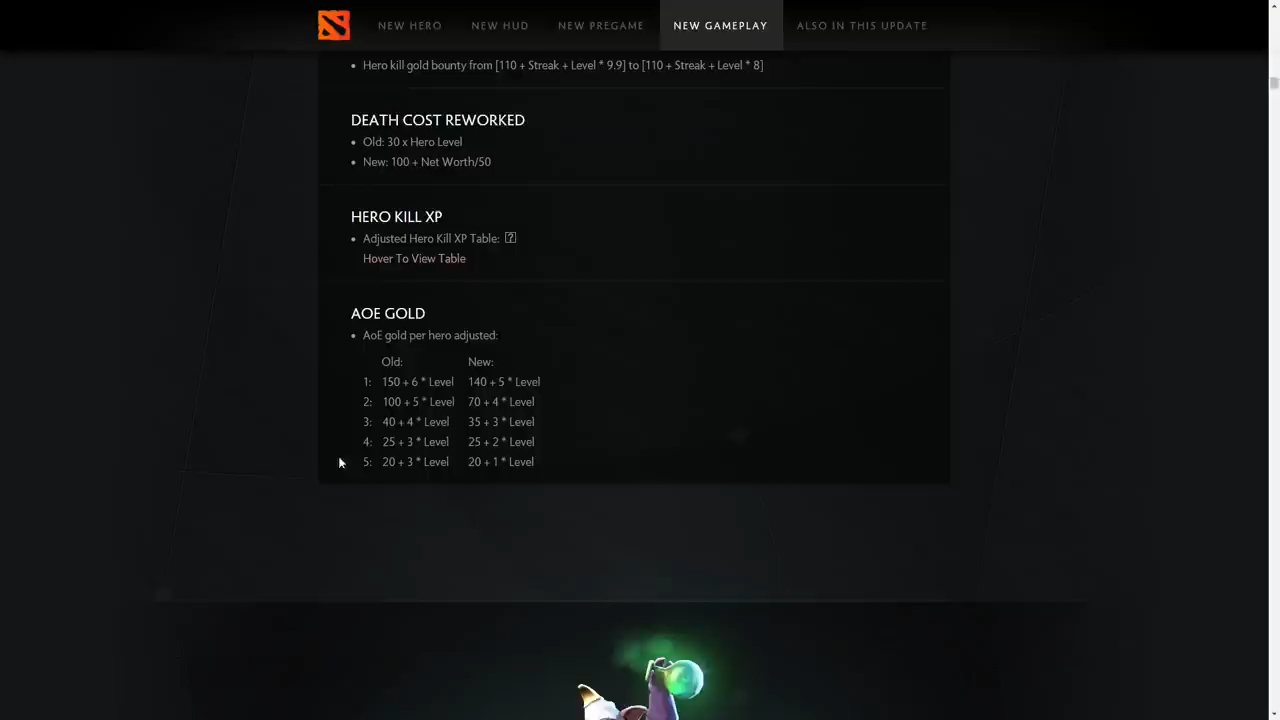 NEW HERO NEW HUD NEW PREGAME NEW GAMEPLAY ALSO IN THIS UPDATE
• Hero kill gold bounty from [110 + Streak + Level * 9.9] to [110 + Streak + Level * 8]
DEATH COST REWORKED
• Old: 30 x Hero Level
• New: 100 + Net Worth/50
HERO KILL XP
• Adjusted Hero Kill XP Table: [?]
Hover To View Table
AOE GOLD
• AoE gold per hero adjusted:
Old: New:
1: 150 + 6 * Level 140 + 5 * Level
2: 100 + 5 * Level 70 + 4 * Level
3: 40 + 4 * Level 35 + 3 * Level
4: 25 + 3 * Level 25 + 2 * Level
5: 20 + 3 * Level 20 + 1 * Level